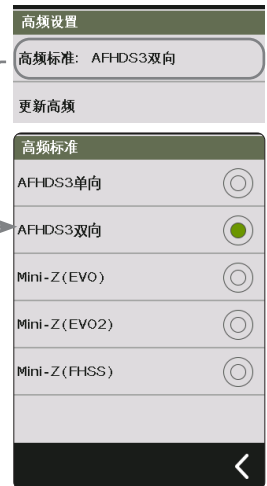 高频设置
高频标准: AFHDS3双向
更新高频
高频标准
AFHDS3单向
AFHDS3双向
Mini-Z(EVO)
Mini-Z(EVO2)
Mini-Z(FHSS)